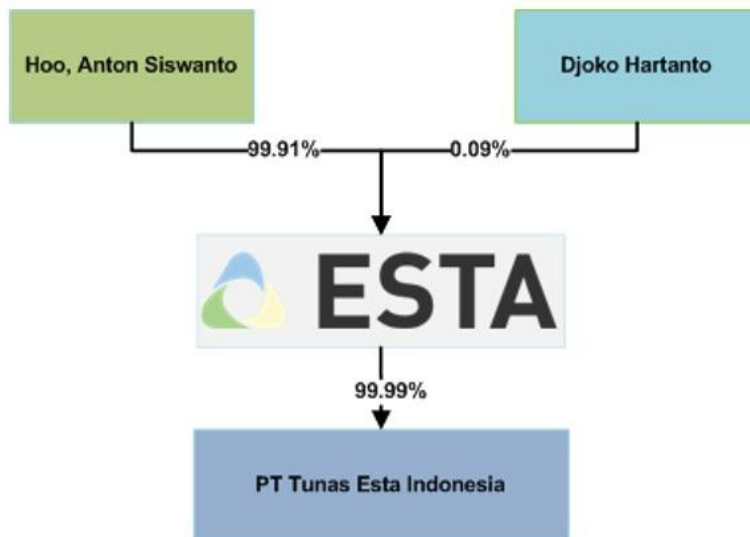 Hoo, Anton Siswanto
Djoko Hartanto
99.91%
0.09%
ESTA
99.99%
PT Tunas Esta Indonesia